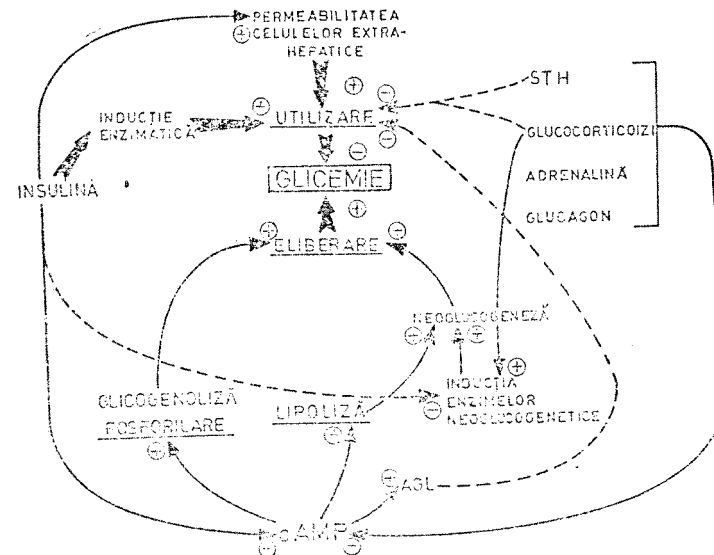 PERMEABILITATEA
⊕CELULELOR EXTRA-
HEPATICE
⊕
⊖
STH
⊕
INDUCȚIE
ENZIMATICĂ
UTILIZARE
⊖
⊖
GLUCOCORTICOIZI
GLICEMIE
INSULINĂ
ADRENALINĂ
⊕
GLUCAGON
⊕
ELIBERARE
NEOGLUCOGENEZĂ
⊕
⊕
⊕
INDUCȚIA
ENZIMELOR
NEOGLUCOGENETICE
⊖
GLICOGENOLIZĂ
FOSFORILARE
⊕
LIPOLIZĂ
⊕
⊕
AGL
cAMP